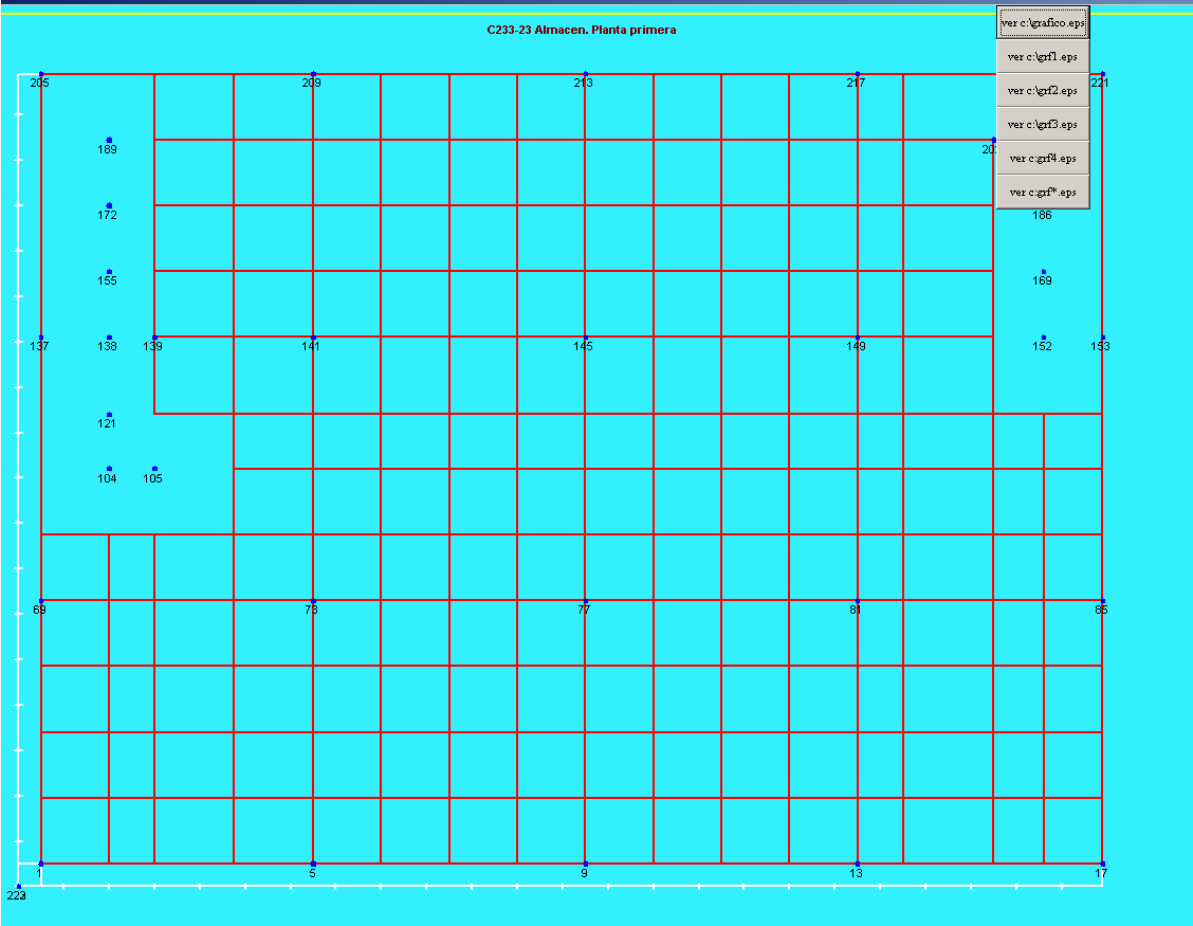 ver c:\grafico.eps
C233-23 Almacen. Planta primera
ver c:\grf1.eps
205 209 213 217 221
ver c:\grf2.eps
ver c:\grf3.eps
189
ver c:grf4.eps
ver c:grf*.eps
172 186
155 169
137 138 139 141 145 149 152 153
121
104 105
69 73 77 81 85
1 5 9 13 17